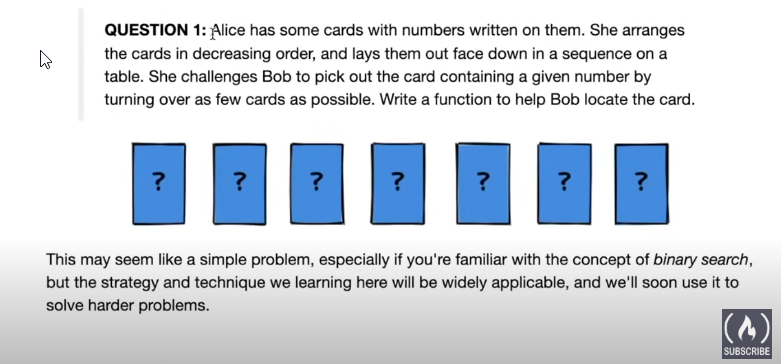 QUESTION 1: Alice has some cards with numbers written on them. She arranges
the cards in decreasing order, and lays them out face down in a sequence on a
table. She challenges Bob to pick out the card containing a given number by
turning over as few cards as possible. Write a function to help Bob locate the card.
? ? ? ? ? ? ?
This may seem like a simple problem, especially if you're familiar with the concept of binary search,
but the strategy and technique we learning here will be widely applicable, and we'll soon use it to
solve harder problems.
SUBSCRIBE